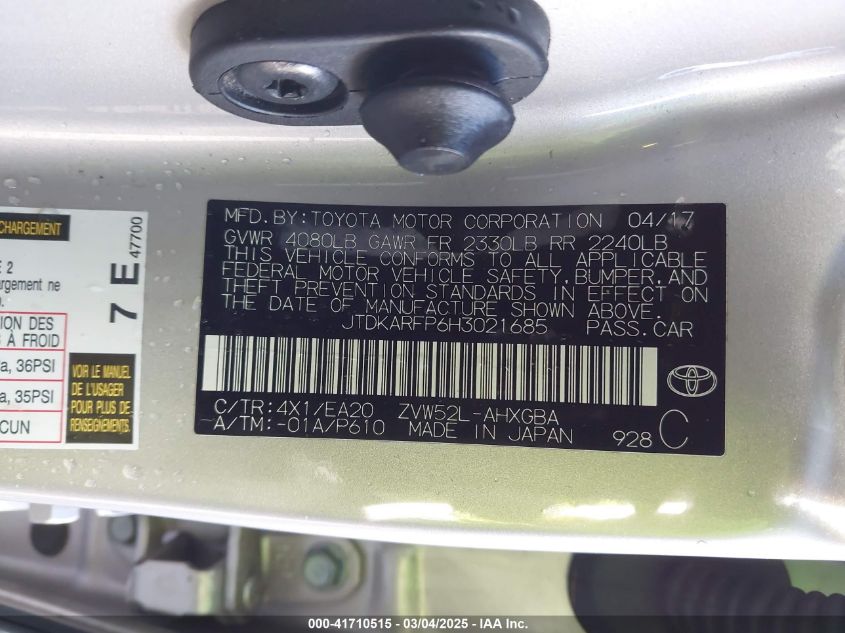 CHARGEMENT
E 2
argement ne
ION DES
À FROID
a, 36PSI
a, 35PSI
CUN
7 E
47700
VOIR LE MANUEL
DE L'USAGER
POUR PLUS DE
RENSEIGNEMENTS
MFD. BY: TOYOTA MOTOR CORPORATION 04/17
GVWR 4080LB GAWR FR 2330LB RR 2240LB
THIS VEHICLE CONFORMS TO ALL APPLICABLE
FEDERAL MOTOR VEHICLE SAFETY, BUMPER, AND
THEFT PREVENTION STANDARDS IN EFFECT ON
THE DATE OF MANUFACTURE SHOWN ABOVE.
JTDKARFP6H3021685 PASS. CAR
C/TR: 4X1/EA20 ZVW52L-AHXGBA
A/TM: -01A/P610 MADE IN JAPAN
928 C
000-41710515 - 03/04/2025 - IAA Inc.